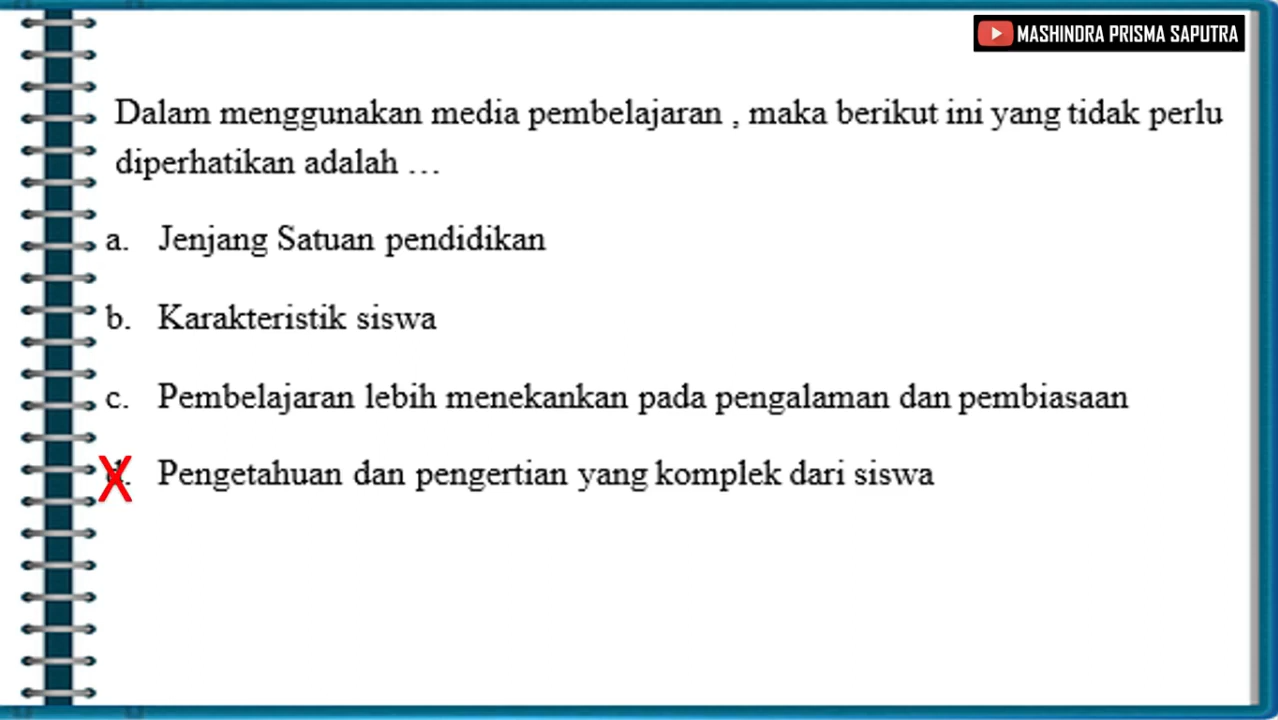 MASHINDRA PRISMA SAPUTRA
Dalam menggunakan media pembelajaran , maka berikut ini yang tidak perlu
diperhatikan adalah …
a. Jenjang Satuan pendidikan
b. Karakteristik siswa
c. Pembelajaran lebih menekankan pada pengalaman dan pembiasaan
d. Pengetahuan dan pengertian yang komplek dari siswa